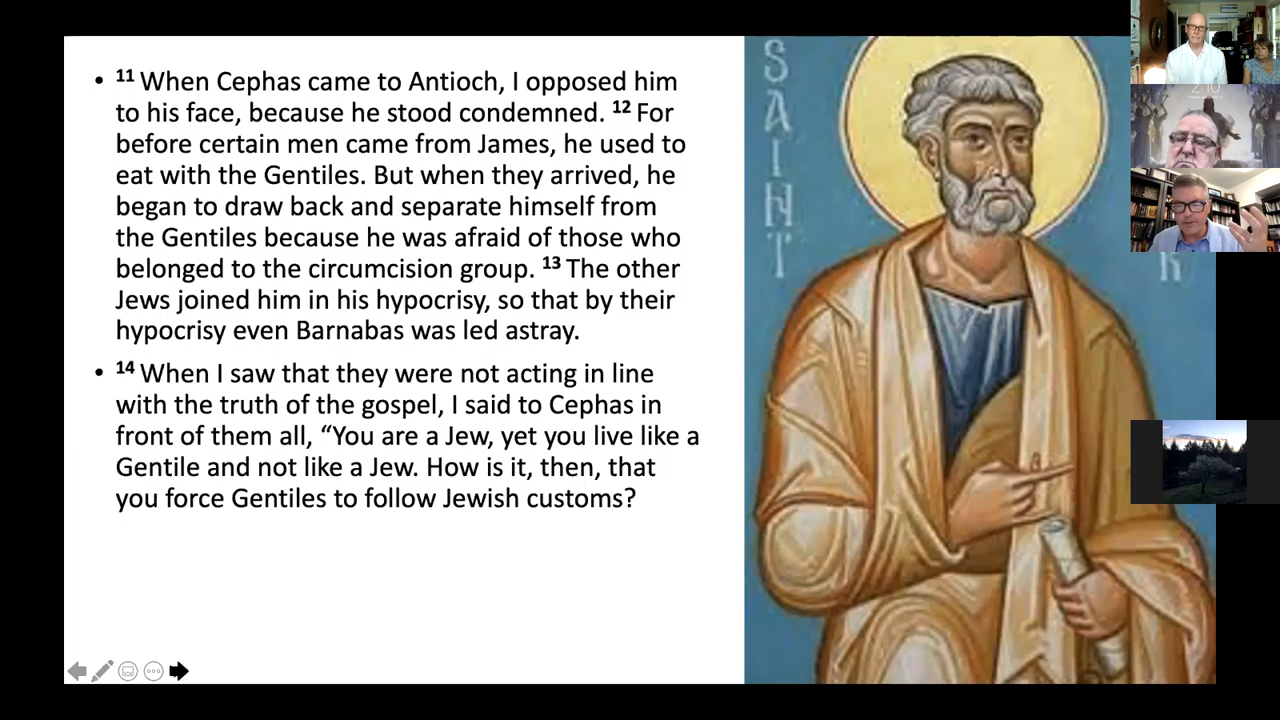 • 11 When Cephas came to Antioch, I opposed him
to his face, because he stood condemned. 12 For
before certain men came from James, he used to
eat with the Gentiles. But when they arrived, he
began to draw back and separate himself from
the Gentiles because he was afraid of those who
belonged to the circumcision group. 13 The other
Jews joined him in his hypocrisy, so that by their
hypocrisy even Barnabas was led astray.
• 14 When I saw that they were not acting in line
with the truth of the gospel, I said to Cephas in
front of them all, “You are a Jew, yet you live like a
Gentile and not like a Jew. How is it, then, that
you force Gentiles to follow Jewish customs?
SAINT
R
2:10